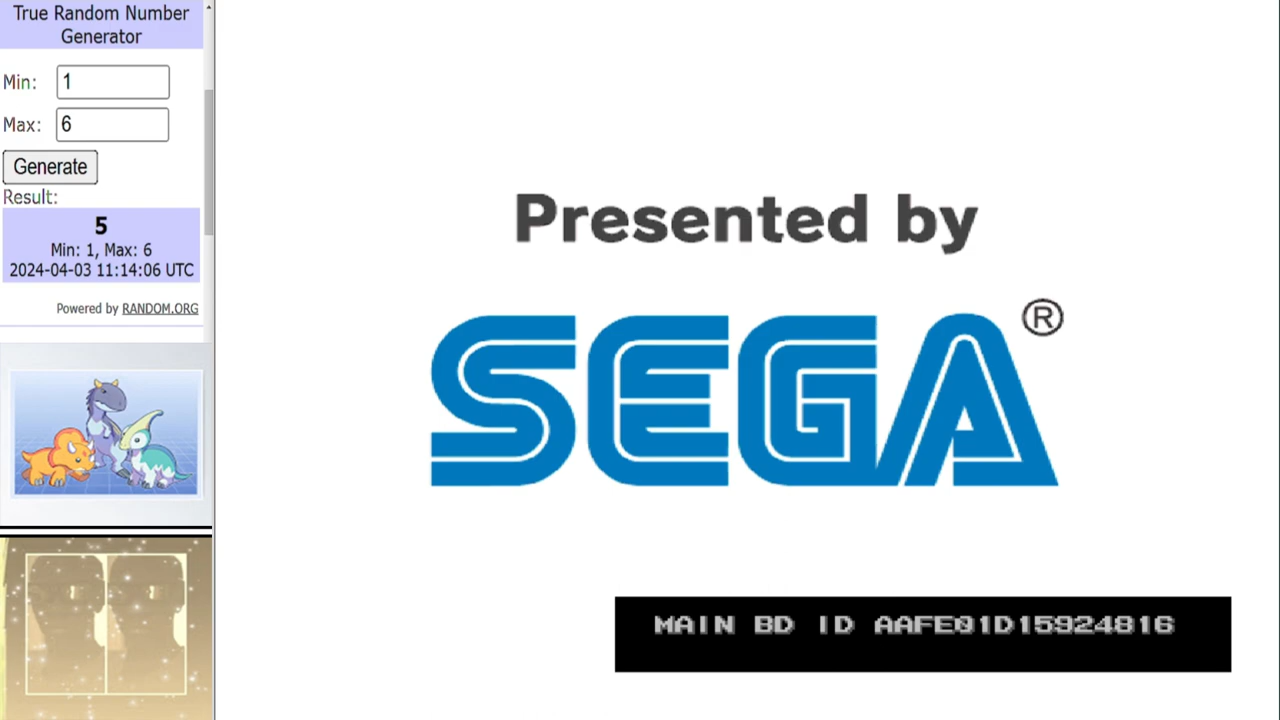 True Random Number
Generator
Min: 1
Max: 6
Generate
Result:
5
Min: 1, Max: 6
2024-04-03 11:14:06 UTC
Powered by RANDOM.ORG
Presented by
SEGA®
MAIN BD ID AAFE01D15924816